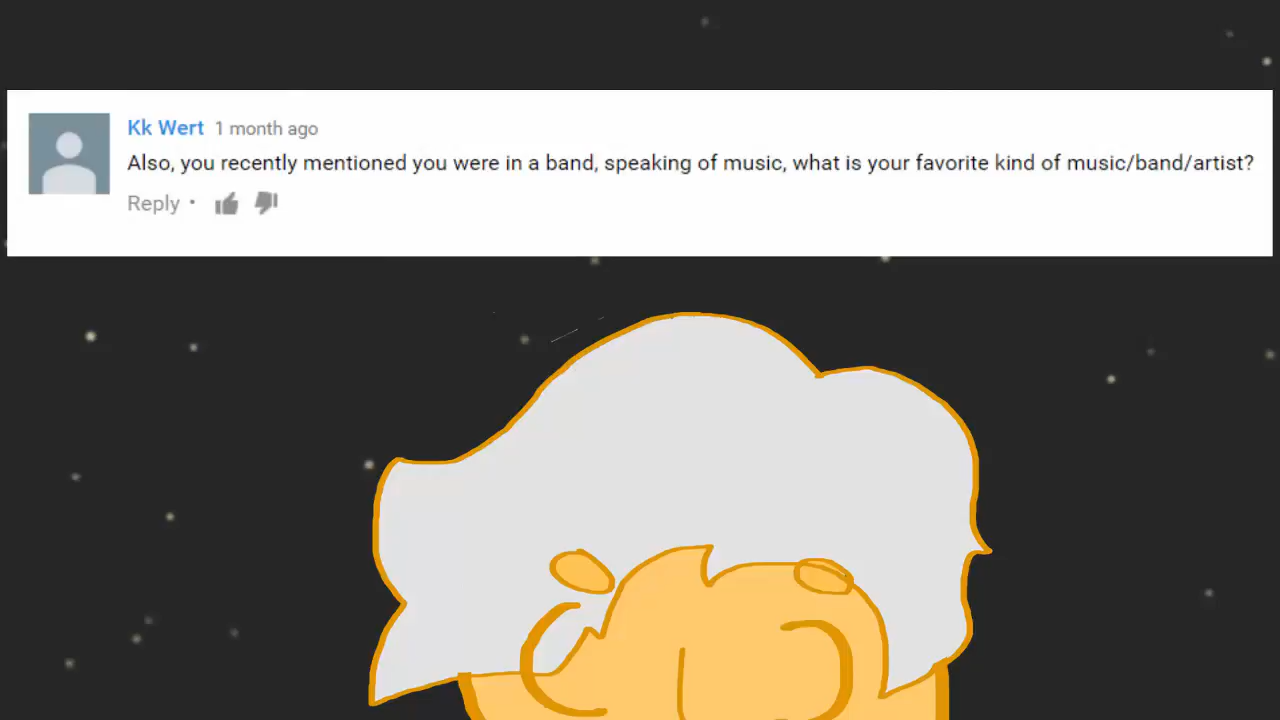 Kk Wert 1 month ago
Also, you recently mentioned you were in a band, speaking of music, what is your favorite kind of music/band/artist?
Reply •